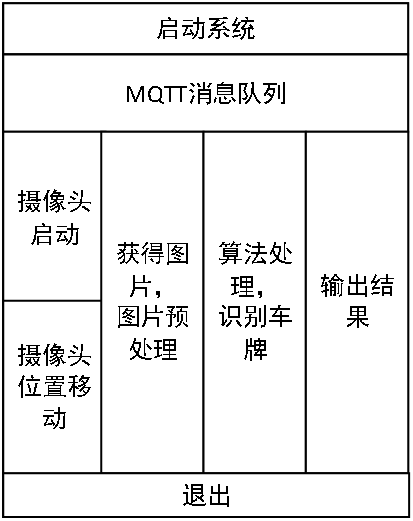 启动系统
MQTT消息队列
摄像头
启动
摄像头
位置移
动
获得图
片，
图片预
处理
算法处
理，
识别车
牌
输出结
果
退出